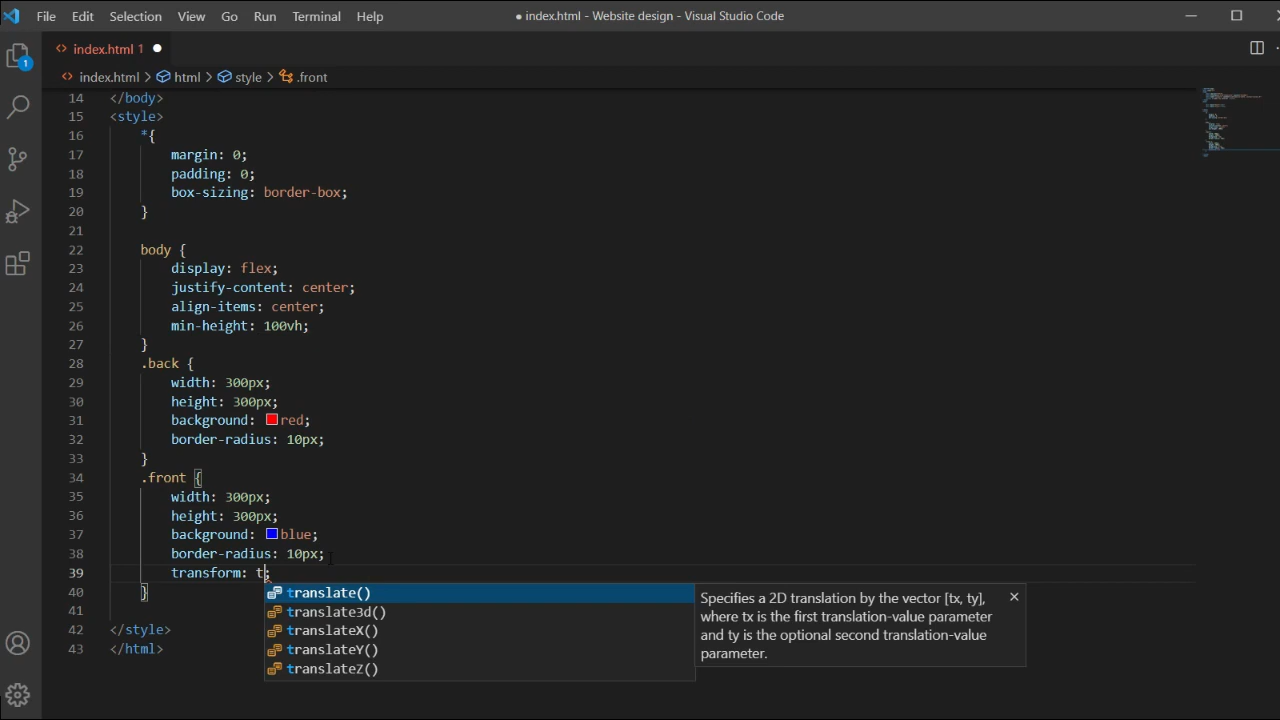 File Edit Selection View Go Run Terminal Help
● index.html - Website design - Visual Studio Code
index.html 1 ●
index.html > html > style > .front
1
14 </body>
15 <style>
16 *{
17 margin: 0;
18 padding: 0;
19 box-sizing: border-box;
20 }
21
22 body {
23 display: flex;
24 justify-content: center;
25 align-items: center;
26 min-height: 100vh;
27 }
28 .back {
29 width: 300px;
30 height: 300px;
31 background: red;
32 border-radius: 10px;
33 }
34 .front {
35 width: 300px;
36 height: 300px;
37 background: blue;
38 border-radius: 10px;
39 transform: t;
40 }
41
42 </style>
43 </html>
translate()
translate3d()
translateX()
translateY()
translateZ()
Specifies a 2D translation by the vector [tx, ty],
where tx is the first translation-value parameter
and ty is the optional second translation-value
parameter.